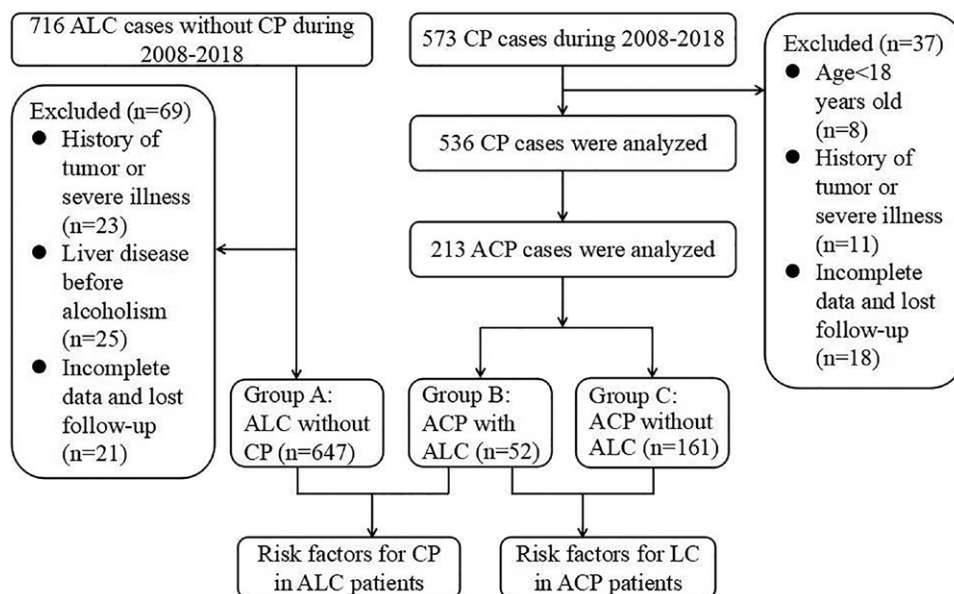 716 ALC cases without CP during
2008-2018
573 CP cases during 2008-2018
Excluded (n=37)
● Age<18
years old
(n=8)
● History of
tumor or
severe illness
(n=11)
● Incomplete
data and lost
follow-up
(n=18)
Excluded (n=69)
● History of
tumor or
severe illness
(n=23)
● Liver disease
before
alcoholism
(n=25)
● Incomplete
data and lost
follow-up
(n=21)
536 CP cases were analyzed
213 ACP cases were analyzed
Group A:
ALC without
CP (n=647)
Group B:
ACP with
ALC (n=52)
Group C:
ACP without
ALC (n=161)
Risk factors for CP
in ALC patients
Risk factors for LC
in ACP patients